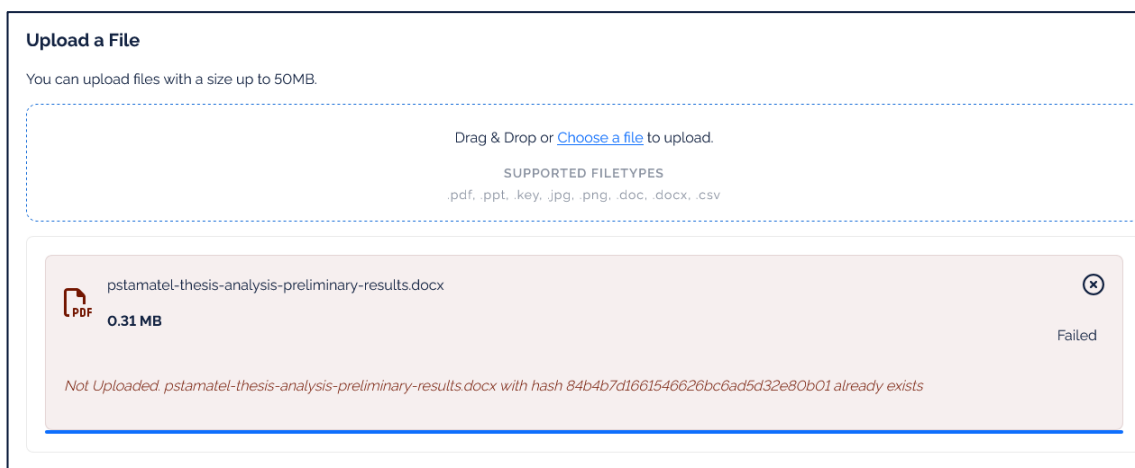 Upload a File
You can upload files with a size up to 50MB.
Drag & Drop or Choose a file to upload.
SUPPORTED FILETYPES
.pdf, .ppt, .key, .jpg, .png, .doc, .docx, .csv
pstamatel-thesis-analysis-preliminary-results.docx
PDF
0.31 MB
Failed
Not Uploaded. pstamatel-thesis-analysis-preliminary-results.docx with hash 84b4b7d1661546626bc6ad5d32e80b01 already exists